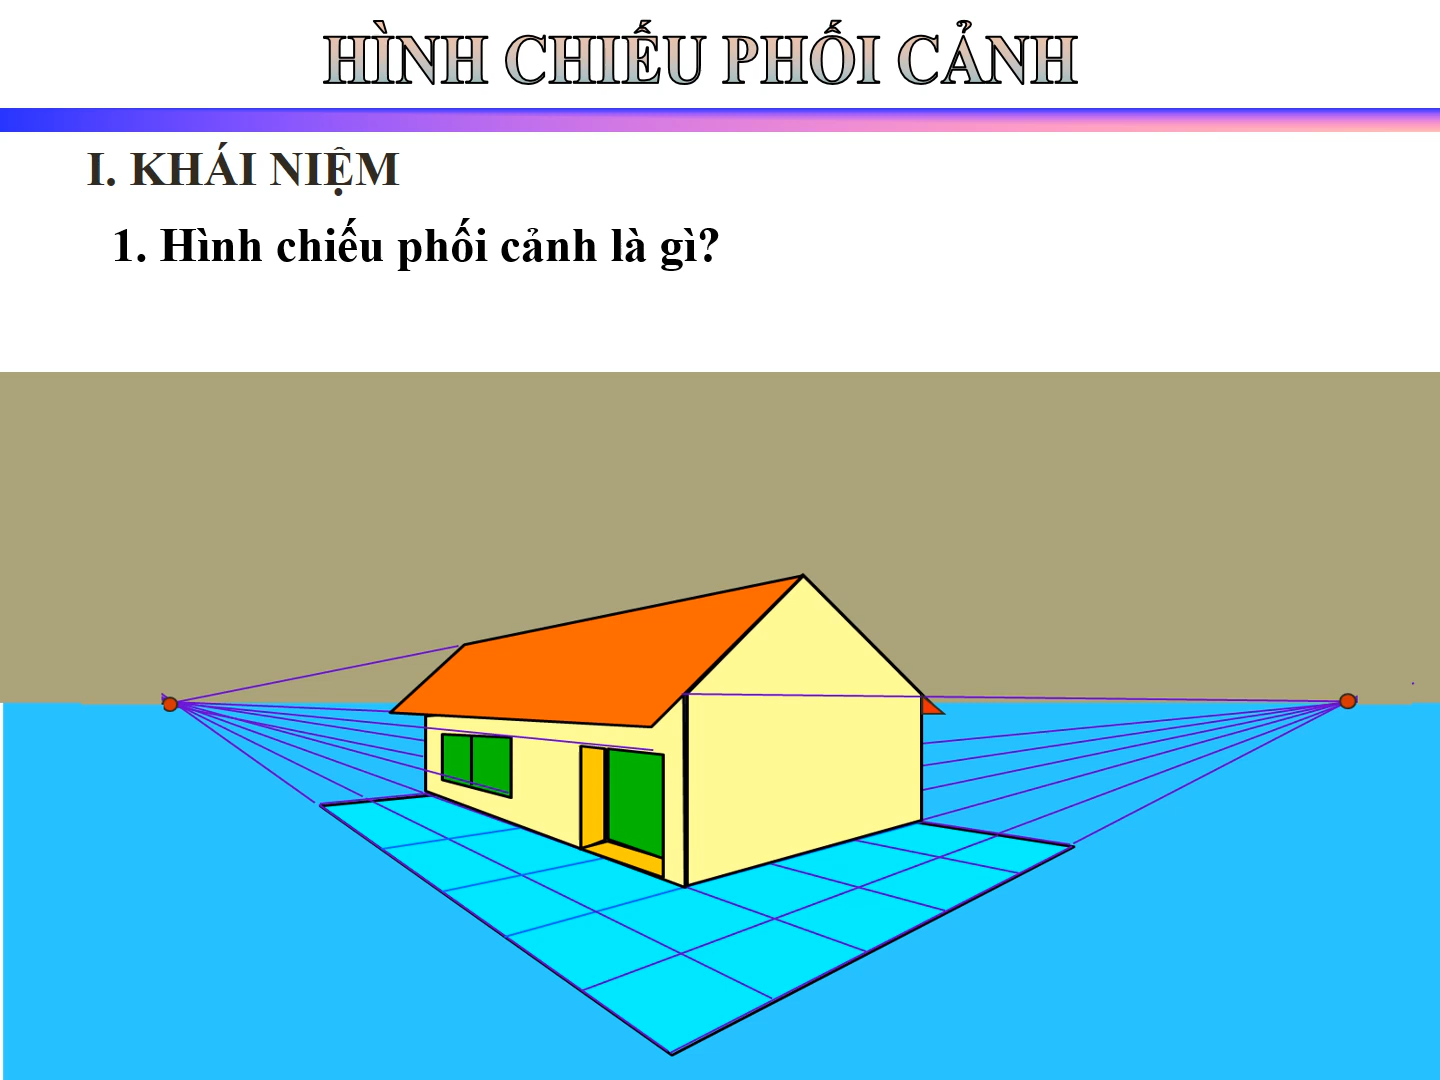 HÌNH CHIẾU PHỐI CẢNH
I. KHÁI NIỆM
1. Hình chiếu phối cảnh là gì?